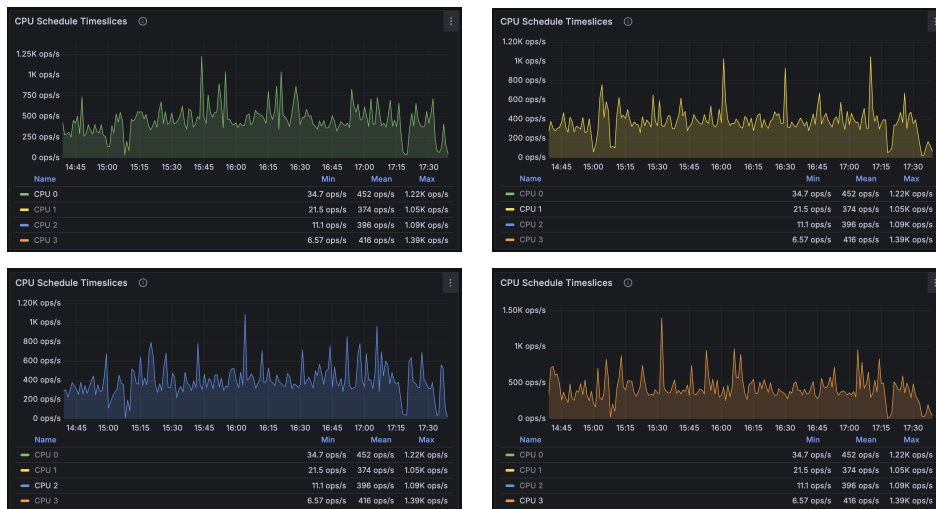 CPU Schedule Timeslices
1.25K ops/s
1K ops/s
750 ops/s
500 ops/s
250 ops/s
0 ops/s
14:45 15:00 15:15 15:30 15:45 16:00 16:15 16:30 16:45 17:00 17:15 17:30
Name Min Mean Max
CPU 0 34.7 ops/s 452 ops/s 1.22K ops/s
CPU 1 21.5 ops/s 374 ops/s 1.05K ops/s
CPU 2 11.1 ops/s 396 ops/s 1.09K ops/s
CPU 3 6.57 ops/s 416 ops/s 1.39K ops/s
CPU Schedule Timeslices
1.20K ops/s
1K ops/s
800 ops/s
600 ops/s
400 ops/s
200 ops/s
0 ops/s
14:45 15:00 15:15 15:30 15:45 16:00 16:15 16:30 16:45 17:00 17:15 17:30
Name Min Mean Max
CPU 0 34.7 ops/s 452 ops/s 1.22K ops/s
CPU 1 21.5 ops/s 374 ops/s 1.05K ops/s
CPU 2 11.1 ops/s 396 ops/s 1.09K ops/s
CPU 3 6.57 ops/s 416 ops/s 1.39K ops/s
CPU Schedule Timeslices
1.20K ops/s
1K ops/s
800 ops/s
600 ops/s
400 ops/s
200 ops/s
0 ops/s
14:45 15:00 15:15 15:30 15:45 16:00 16:15 16:30 16:45 17:00 17:15 17:30
Name Min Mean Max
CPU 0 34.7 ops/s 452 ops/s 1.22K ops/s
CPU 1 21.5 ops/s 374 ops/s 1.05K ops/s
CPU 2 11.1 ops/s 396 ops/s 1.09K ops/s
CPU 3 6.57 ops/s 416 ops/s 1.39K ops/s
CPU Schedule Timeslices
1.50K ops/s
1K ops/s
500 ops/s
0 ops/s
14:45 15:00 15:15 15:30 15:45 16:00 16:15 16:30 16:45 17:00 17:15 17:30
Name Min Mean Max
CPU 0 34.7 ops/s 452 ops/s 1.22K ops/s
CPU 1 21.5 ops/s 374 ops/s 1.05K ops/s
CPU 2 11.1 ops/s 396 ops/s 1.09K ops/s
CPU 3 6.57 ops/s 416 ops/s 1.39K ops/s